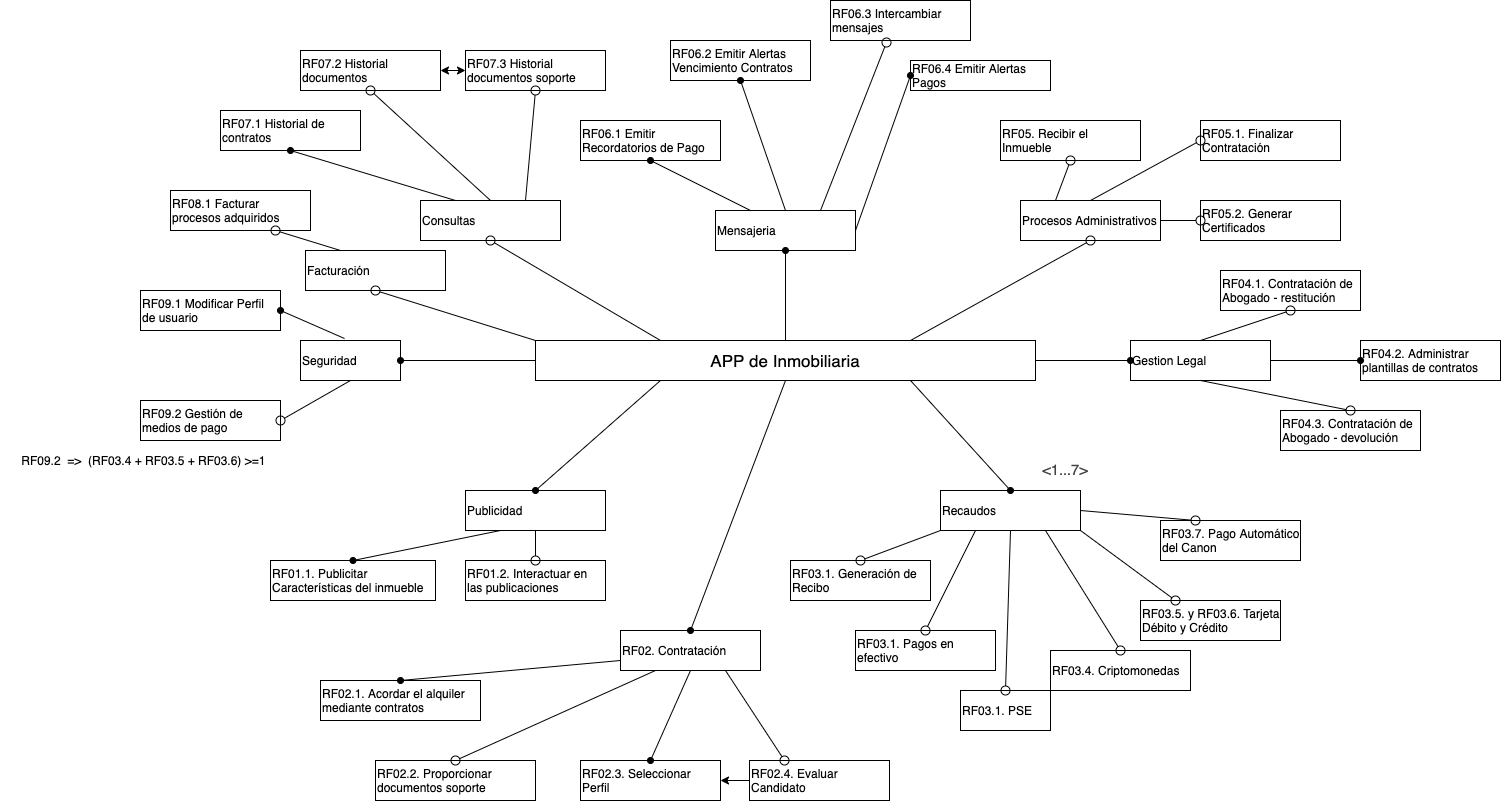 RF06.3 Intercambiar
mensajes
RF07.2 Historial
documentos
RF07.3 Historial
documentos soporte
RF06.2 Emitir Alertas
Vencimiento Contratos
RF06.4 Emitir Alertas
Pagos
RF07.1 Historial de
contratos
RF06.1 Emitir
Recordatorios de Pago
RF05. Recibir el
Inmueble
RF05.1. Finalizar
Contratación
RF08.1 Facturar
procesos adquiridos
Consultas
Mensajeria
Procesos Administrativos
RF05.2. Generar
Certificados
Facturación
RF04.1. Contratación de
Abogado - restitución
RF09.1 Modificar Perfil
de usuario
Seguridad
APP de Inmobiliaria
Gestion Legal
RF04.2. Administrar
plantillas de contratos
RF09.2 Gestión de
medios de pago
RF04.3. Contratación de
Abogado - devolución
RF09.2 => (RF03.4 + RF03.5 + RF03.6) >=1
<1...7>
Publicidad
Recaudos
RF03.7. Pago Automático
del Canon
RF01.1. Publicitar
Características del inmueble
RF01.2. Interactuar en
las publicaciones
RF03.1. Generación de
Recibo
RF03.5. y RF03.6. Tarjeta
Débito y Crédito
RF02. Contratación
RF03.1. Pagos en
efectivo
RF03.4. Criptomonedas
RF02.1. Acordar el alquiler
mediante contratos
RF03.1. PSE
RF02.2. Proporcionar
documentos soporte
RF02.3. Seleccionar
Perfil
RF02.4. Evaluar
Candidato